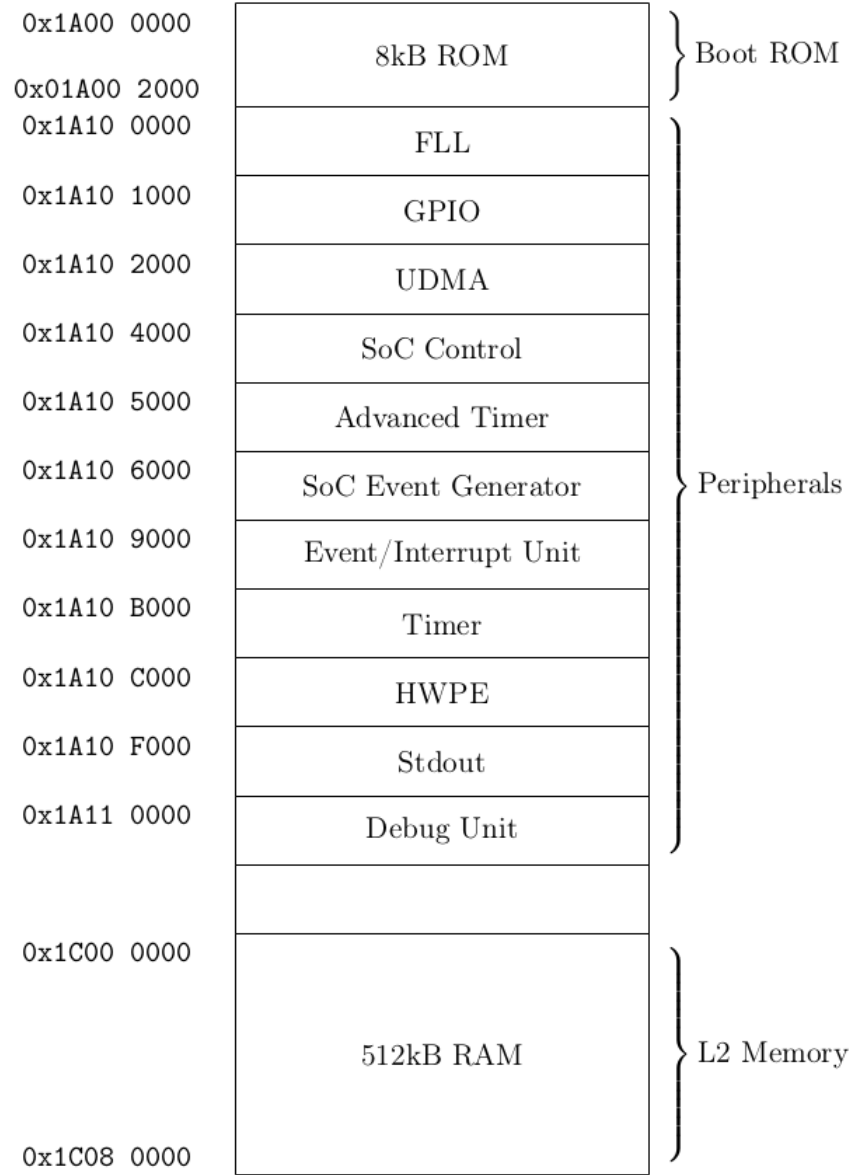 0x1A00 0000
8kB ROM
Boot ROM
0x01A00 2000
0x1A10 0000
FLL
0x1A10 1000
GPIO
0x1A10 2000
UDMA
0x1A10 4000
SoC Control
0x1A10 5000
Advanced Timer
0x1A10 6000
SoC Event Generator
Peripherals
0x1A10 9000
Event/Interrupt Unit
0x1A10 B000
Timer
0x1A10 C000
HWPE
0x1A10 F000
Stdout
0x1A11 0000
Debug Unit
0x1C00 0000
512kB RAM
L2 Memory
0x1C08 0000